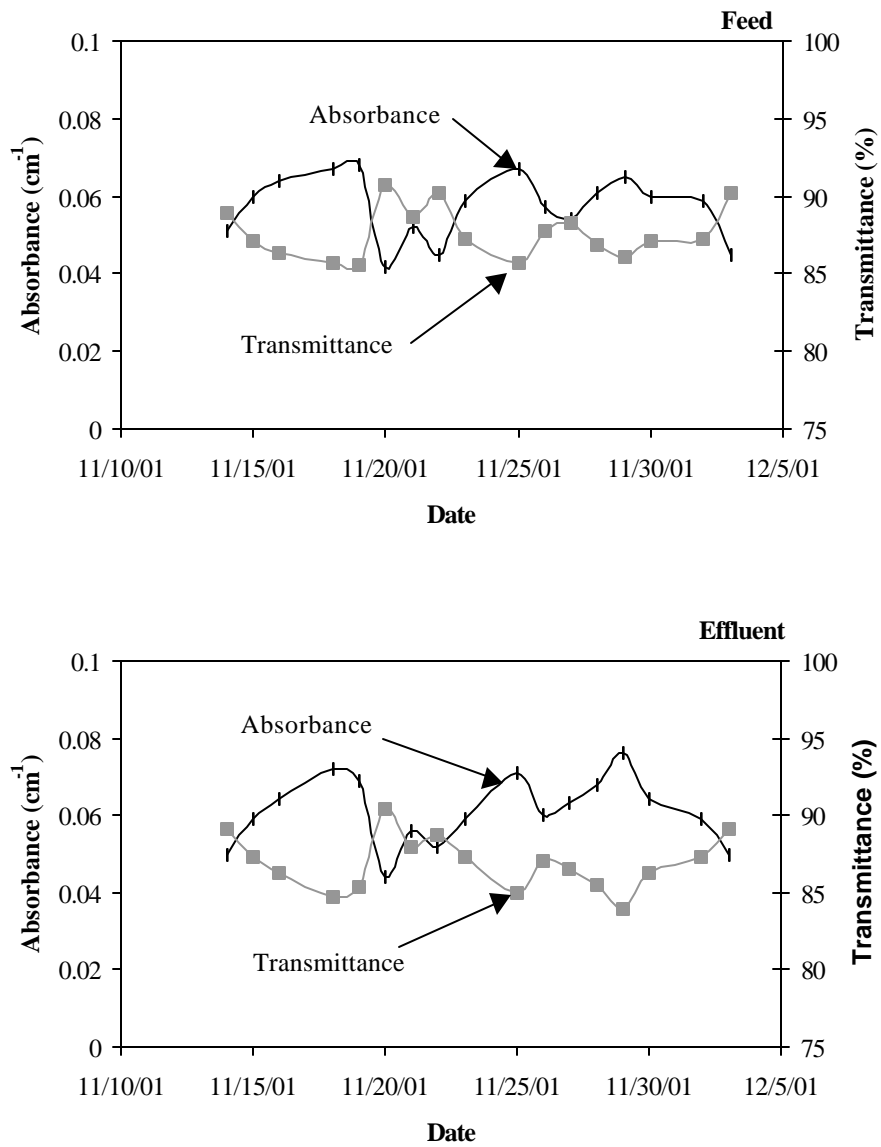 Feed
0.1
100
0.08
95
0.06
90
0.04
85
0.02
80
0
75
Absorbance (cm-1)
Transmittance (%)
Absorbance
Transmittance
11/10/01 11/15/01 11/20/01 11/25/01 11/30/01 12/5/01
Date
Effluent
0.1
100
0.08
95
0.06
90
0.04
85
0.02
80
0
75
Absorbance (cm-1)
Transmittance (%)
Absorbance
Transmittance
11/10/01 11/15/01 11/20/01 11/25/01 11/30/01 12/5/01
Date